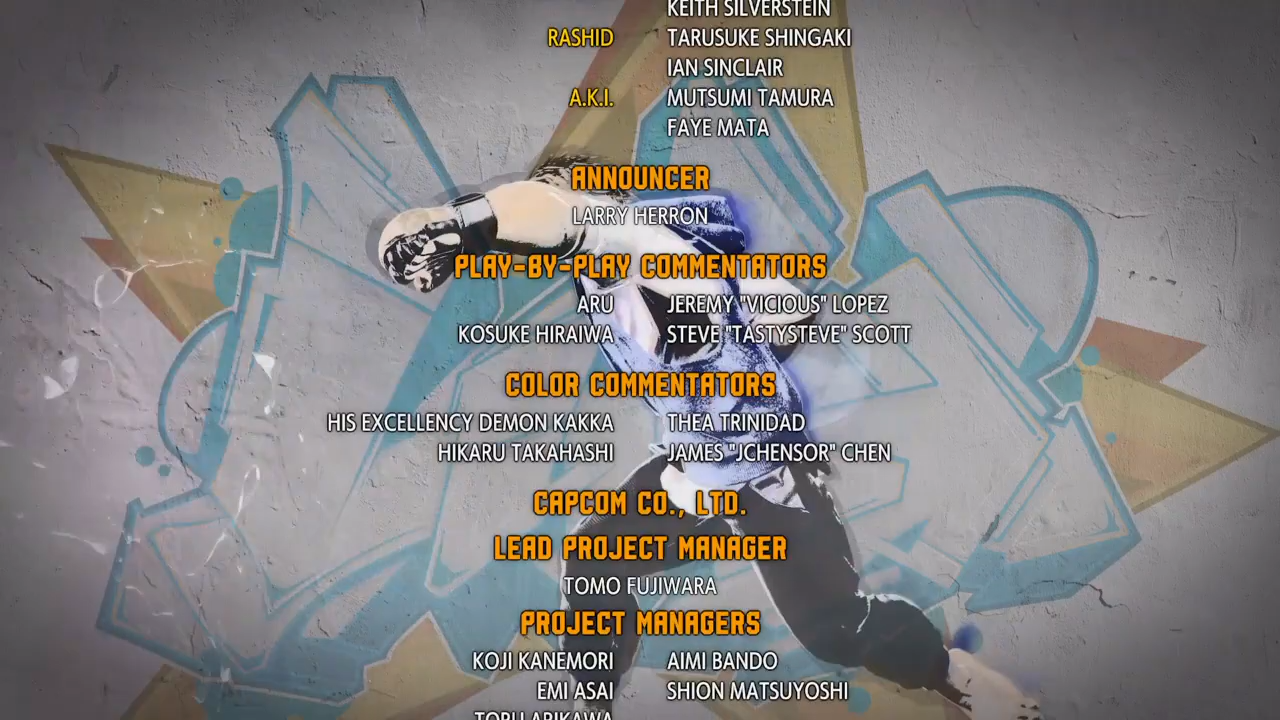 KEITH SILVERSTEIN
RASHID TARUSUKE SHINGAKI
IAN SINCLAIR
A.K.I. MUTSUMI TAMURA
FAYE MATA
ANNOUNCER
LARRY HERRON
PLAY-BY-PLAY COMMENTATORS
ARU JEREMY "VICIOUS" LOPEZ
KOSUKE HIRAIWA STEVE "TASTYSTEVE" SCOTT
COLOR COMMENTATORS
HIS EXCELLENCY DEMON KAKKA THEA TRINIDAD
HIKARU TAKAHASHI JAMES "JCHENSOR" CHEN
CAPCOM CO., LTD.
LEAD PROJECT MANAGER
TOMO FUJIWARA
PROJECT MANAGERS
KOJI KANEMORI AIMI BANDO
EMI ASAI SHION MATSUYOSHI
TORU ARIKAWA